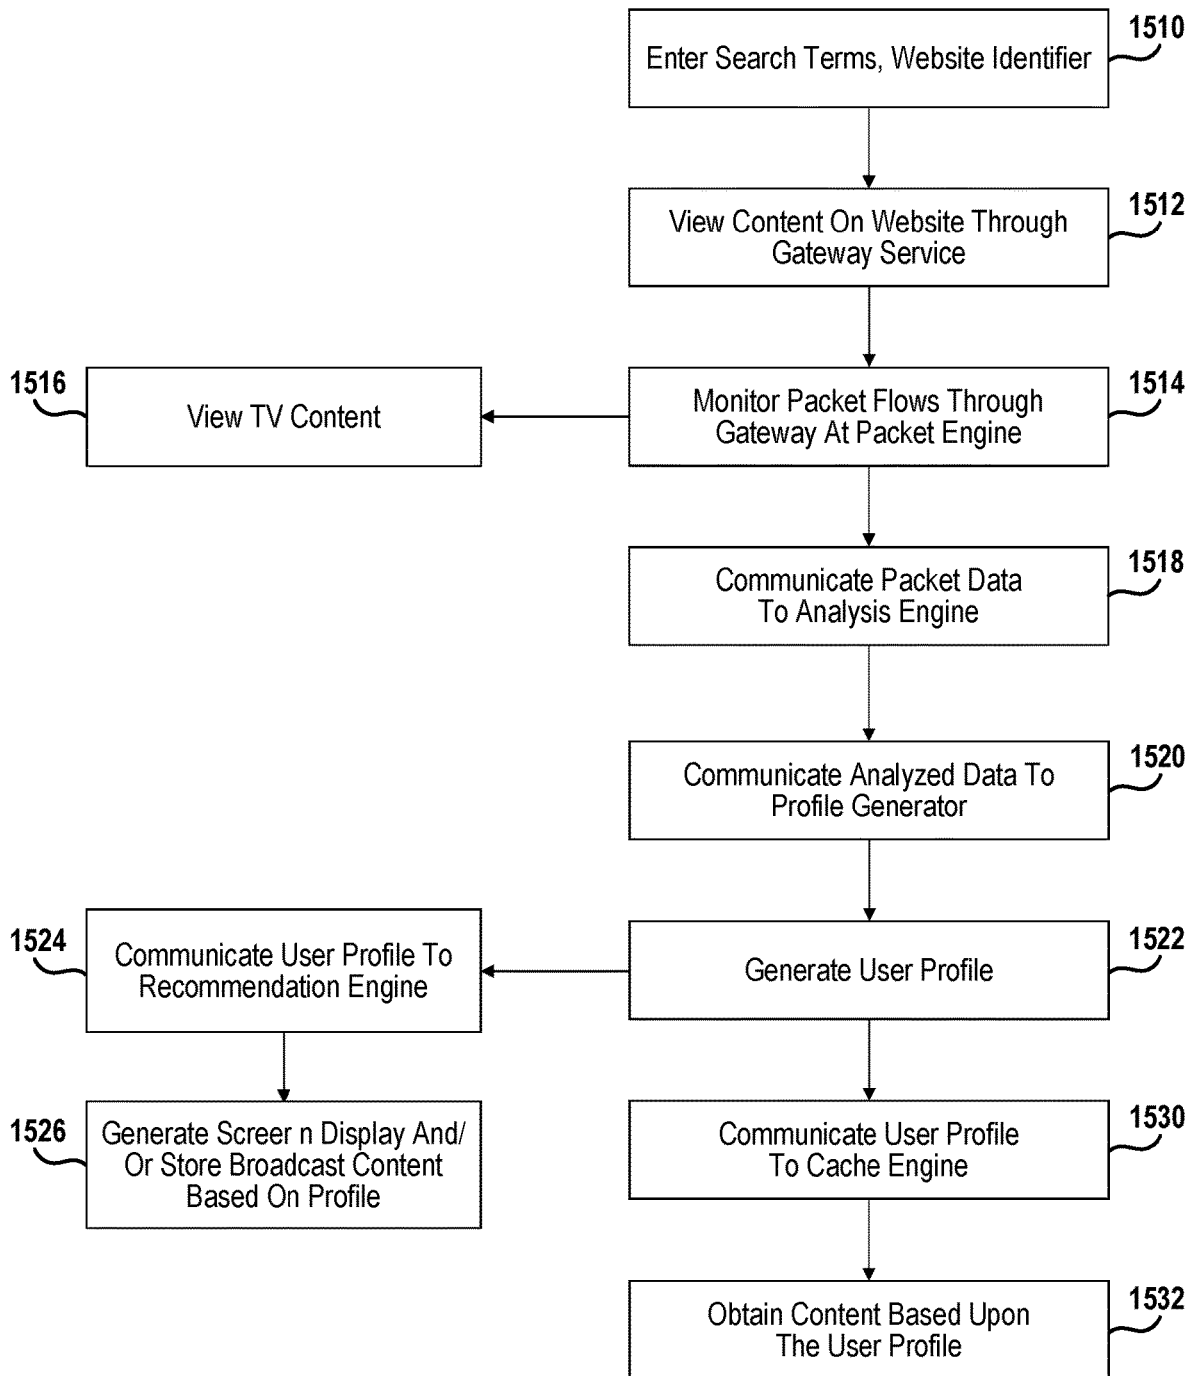 1510
Enter Search Terms, Website Identifier
1512
View Content On Website Through
Gateway Service
1516
View TV Content
1514
Monitor Packet Flows Through
Gateway At Packet Engine
1518
Communicate Packet Data
To Analysis Engine
1520
Communicate Analyzed Data To
Profile Generator
1524
Communicate User Profile To
Recommendation Engine
1522
Generate User Profile
1526
Generate Screer n Display And/
Or Store Broadcast Content
Based On Profile
1530
Communicate User Profile
To Cache Engine
1532
Obtain Content Based Upon
The User Profile